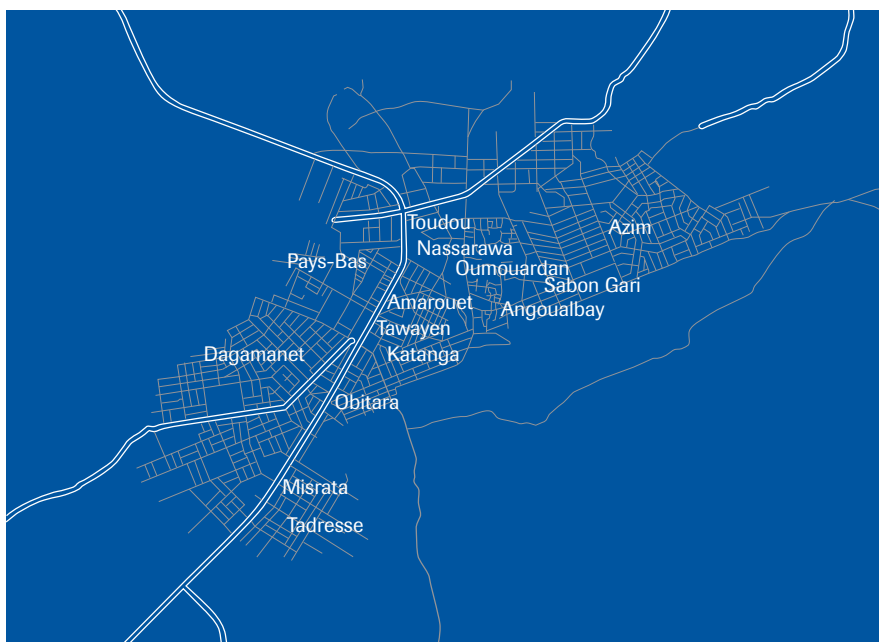 Toudou
Azim
Nassarawa
Pays-Bas
Oumouardan
Sabon Gari
Amarouet
Angoualbay
Tawayen
Dagamanet
Katanga
Obitara
Misrata
Tadresse